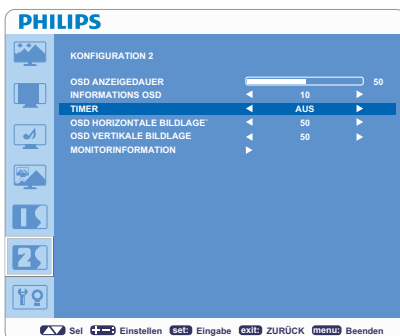 PHILIPS
KONFIGURATION 2
OSD ANZEIGEDAUER 50
INFORMATIONS OSD 10
TIMER AUS
OSD HORIZONTALE BILDLAGE 50
OSD VERTIKALE BILDLAGE 50
MONITORINFORMATION
Sel Einstellen set: Eingabe exit: ZURÜCK menu: Beenden